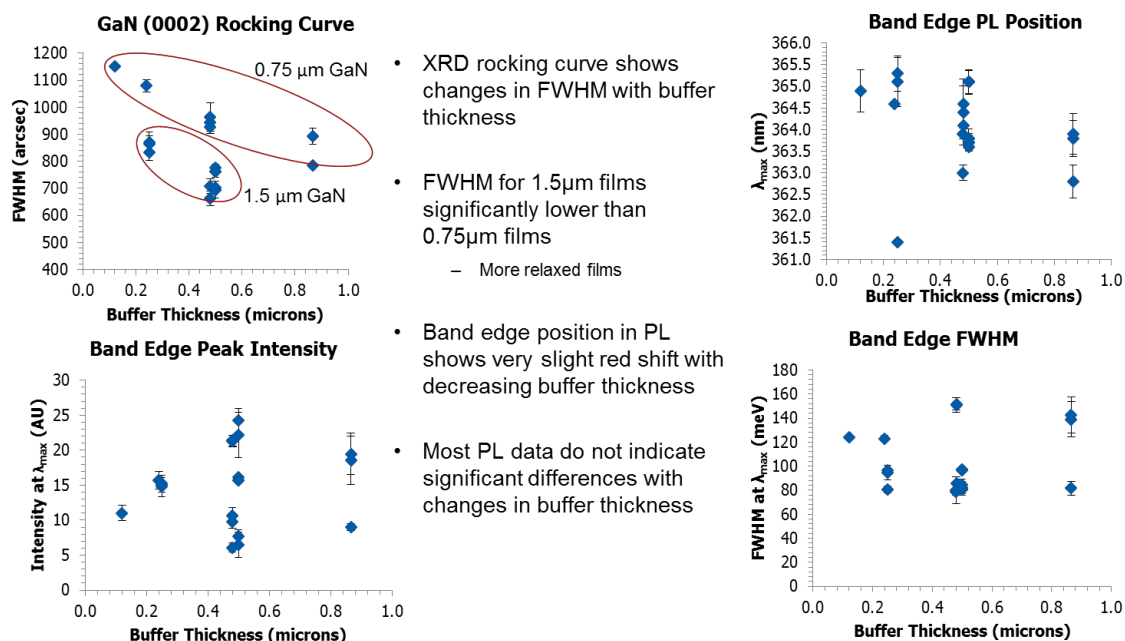 GaN (0002) Rocking Curve
FWHM (arcsec)
1200
1100
1000
900
800
700
600
500
400
0.75 µm GaN
1.5 µm GaN
0.0 0.2 0.4 0.6 0.8 1.0
Buffer Thickness (microns)
Band Edge Peak Intensity
Intensity at λmax (AU)
30
25
20
15
10
5
0
0.0 0.2 0.4 0.6 0.8 1.0
Buffer Thickness (microns)
• XRD rocking curve shows
changes in FWHM with buffer
thickness
• FWHM for 1.5µm films
significantly lower than
0.75µm films
– More relaxed films
• Band edge position in PL
shows very slight red shift with
decreasing buffer thickness
• Most PL data do not indicate
significant differences with
changes in buffer thickness
Band Edge PL Position
λmax (nm)
366.0
365.5
365.0
364.5
364.0
363.5
363.0
362.5
362.0
361.5
361.0
0.0 0.2 0.4 0.6 0.8 1.0
Buffer Thickness (microns)
Band Edge FWHM
FWHM at λmax (meV)
180
160
140
120
100
80
60
40
20
0
0.0 0.2 0.4 0.6 0.8 1.0
Buffer Thickness (microns)